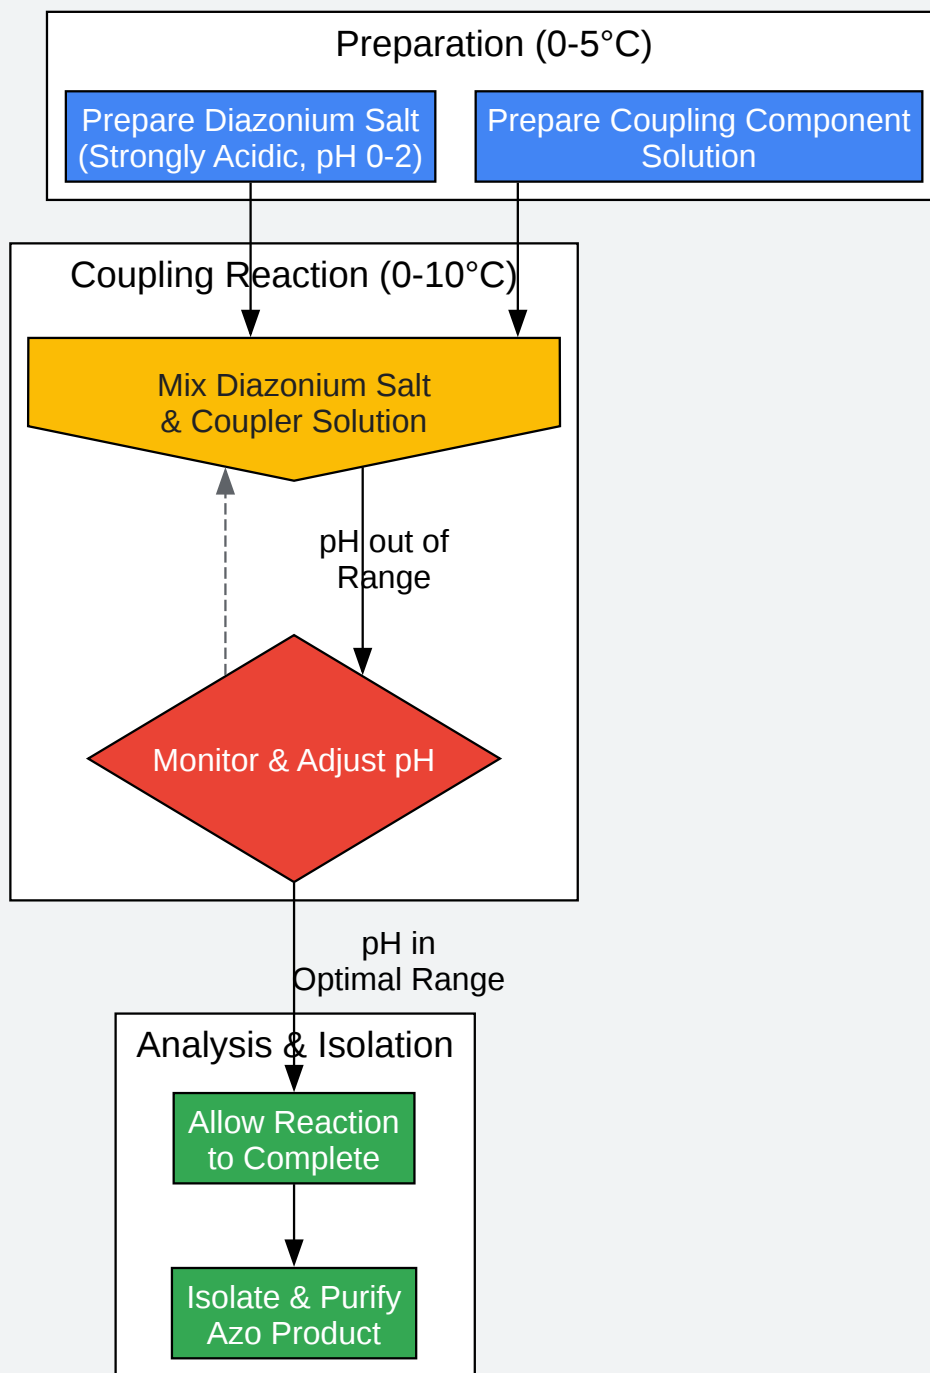 Preparation (0-5°C)
Prepare Diazonium Salt
(Strongly Acidic, pH 0-2)
Prepare Coupling Component
Solution
Coupling Reaction (0-10°C)
Mix Diazonium Salt
& Coupler Solution
pH out of
Range
Monitor & Adjust pH
pH in
Optimal Range
Analysis & Isolation
Allow Reaction
to Complete
Isolate & Purify
Azo Product